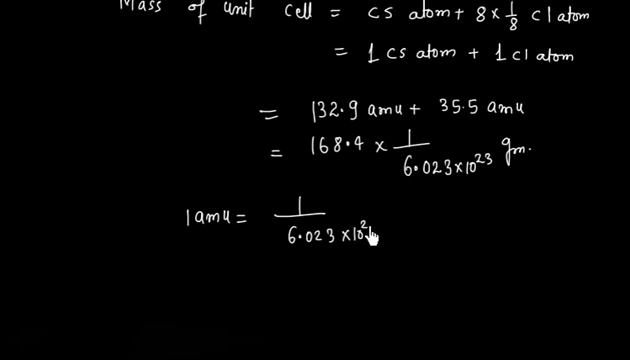 Mass of unit cell = Cs atom + 8 × 1/8 Cl atom
= 1 Cs atom + 1 Cl atom
= 132.9 amu + 35.5 amu
= 168.4 × 1/6.023×10^23 gm.
1 amu = 1/6.023×10^2